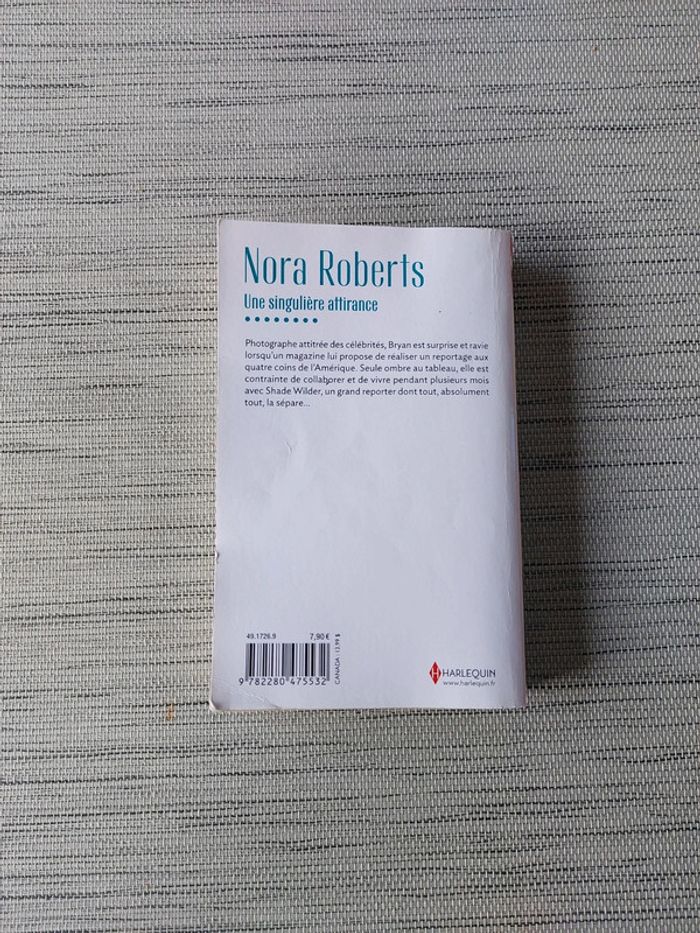 Nora Roberts
Une singulière attirance
Photographe attitrée des célébrités, Bryan est surprise et ravie
lorsqu'un magazine lui propose de réaliser un reportage aux
quatre coins de l'Amérique. Seule ombre au tableau, elle est
contrainte de collaborer et de vivre pendant plusieurs mois
avec Shade Wilder, un grand reporter dont tout, absolument
tout, la sépare...
49.1726.9 7,90 €
CANADA : 13,99 $
9 782280 475532
HARLEQUIN
www.harlequin.fr